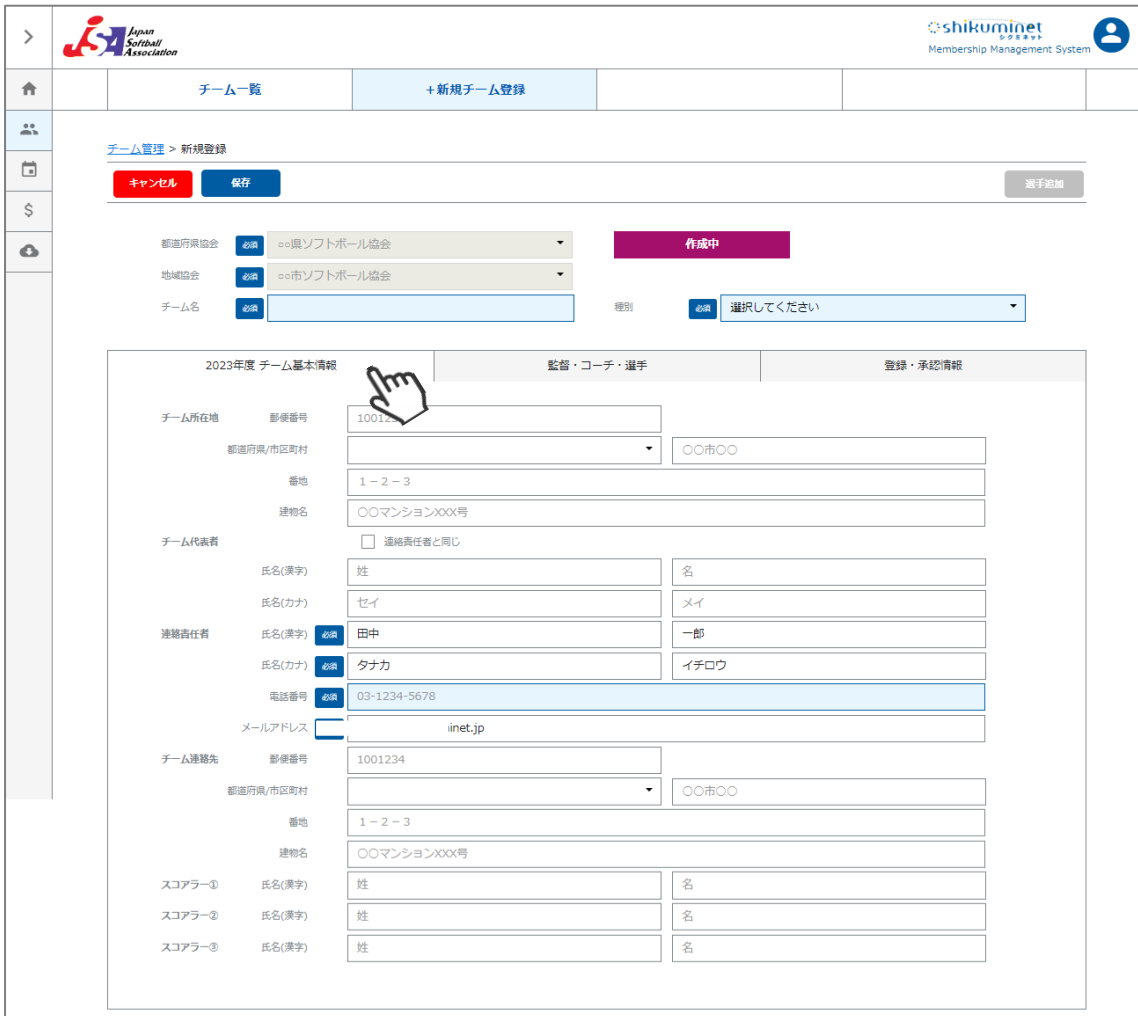 Japan
Softball
Association
JSA
shikuminet
シクミネット
Membership Management System
チーム一覧 +新規チーム登録
チーム管理 > 新規登録
キャンセル 保存 選手追加
都道府県協会 必須 ○○県ソフトボール協会 作成中
地域協会 必須 ○○市ソフトボール協会
チーム名 必須 種別 必須 選択してください
2023年度 チーム基本情報 監督・コーチ・選手 登録・承認情報
チーム所在地 郵便番号 10012
都道府県/市区町村 〇〇市〇〇
番地 1-2-3
建物名 〇〇マンションXXX号
チーム代表者 連絡責任者と同じ
氏名(漢字) 姓 名
氏名(カナ) セイ メイ
連絡責任者 氏名(漢字) 必須 田中 一郎
氏名(カナ) 必須 タナカ イチロウ
電話番号 必須 03-1234-5678
メールアドレス inet.jp
チーム連絡先 郵便番号 1001234
都道府県/市区町村 〇〇市〇〇
番地 1-2-3
建物名 〇〇マンションXXX号
スコアラー① 氏名(漢字) 姓 名
スコアラー② 氏名(漢字) 姓 名
スコアラー③ 氏名(漢字) 姓 名